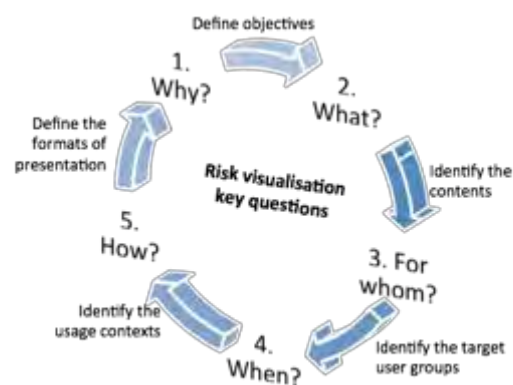 Define objectives
1.
Why?
2.
What?
Define the
formats of
presentation
Risk visualisation
key questions
Identify the
contents
5.
How?
3. For
whom?
Identify the
usage contexts
4.
When?
Identify the target
user groups